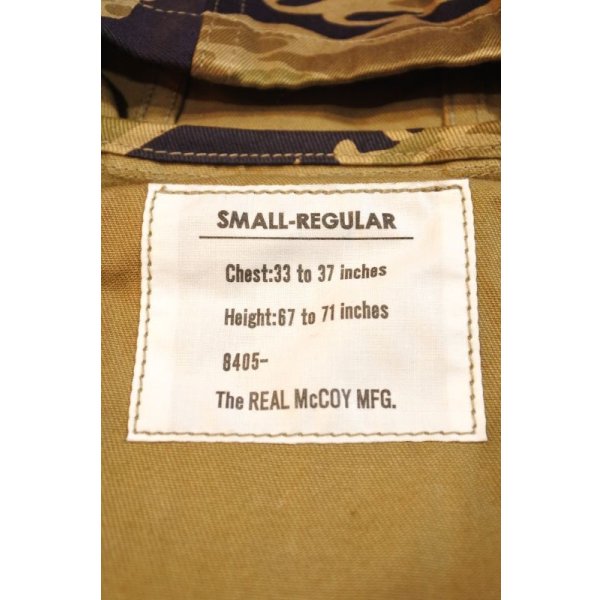 SMALL-REGULAR
Chest:33 to 37 inches
Height:67 to 71 inches
8405-
The REAL McCOY MFG.